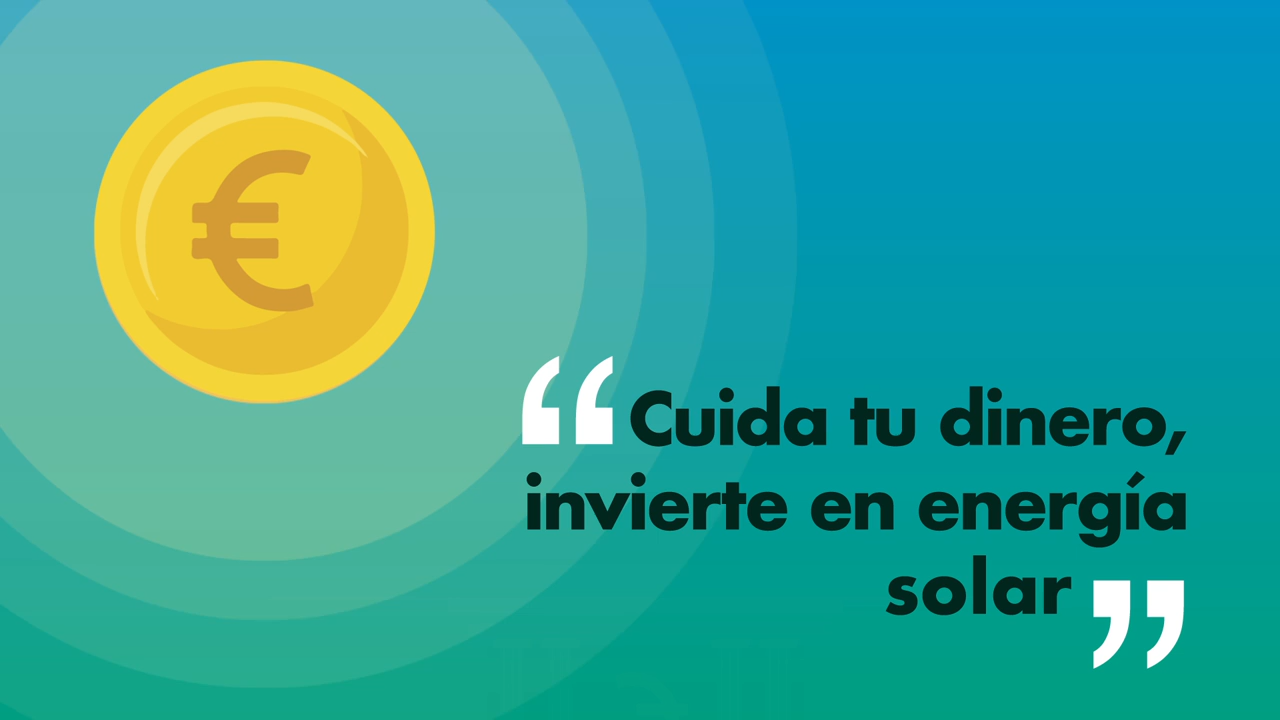 €
“Cuida tu dinero,
invierte en energía
solar”